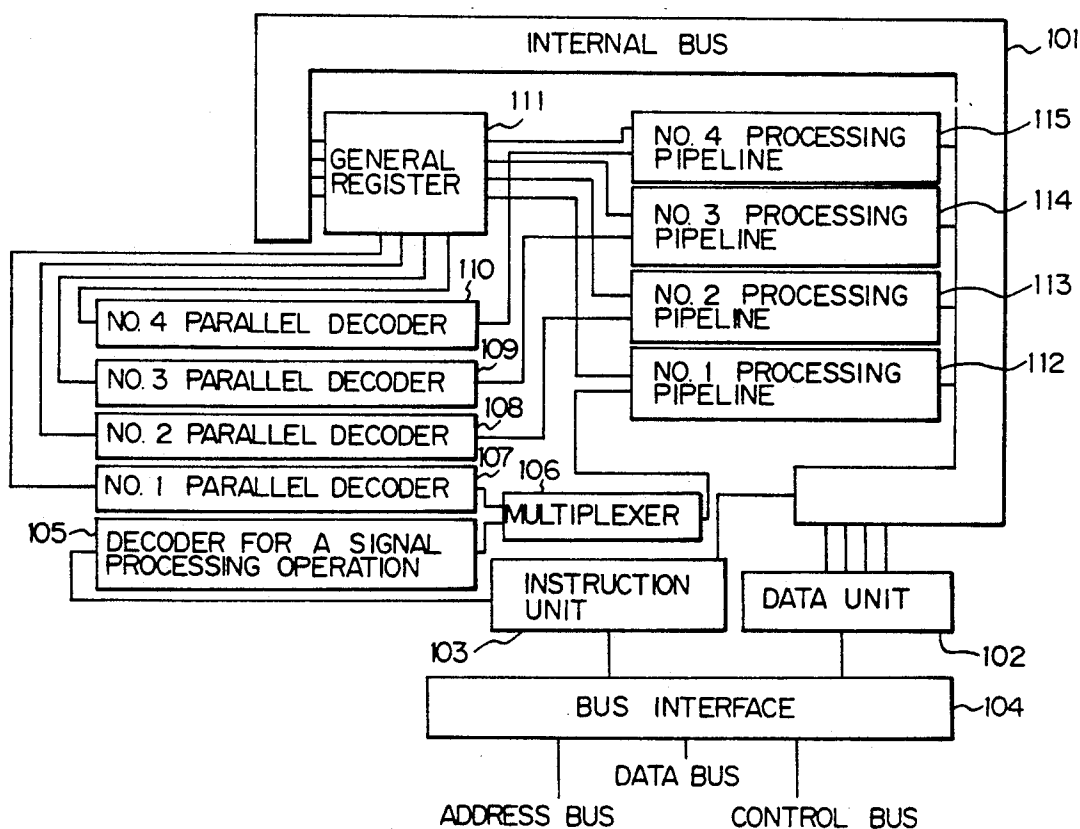 INTERNAL BUS
101
111
GENERAL
REGISTER
NO. 4 PROCESSING
PIPELINE
115
NO. 3 PROCESSING
PIPELINE
114
NO. 2 PROCESSING
PIPELINE
113
NO. 1 PROCESSING
PIPELINE
112
110
NO. 4 PARALLEL DECODER
109
NO. 3 PARALLEL DECODER
108
NO. 2 PARALLEL DECODER
107
NO. 1 PARALLEL DECODER
106
MULTIPLEXER
105
DECODER FOR A SIGNAL
PROCESSING OPERATION
INSTRUCTION
UNIT
103
DATA UNIT
102
BUS INTERFACE
104
DATA BUS
ADDRESS BUS
CONTROL BUS